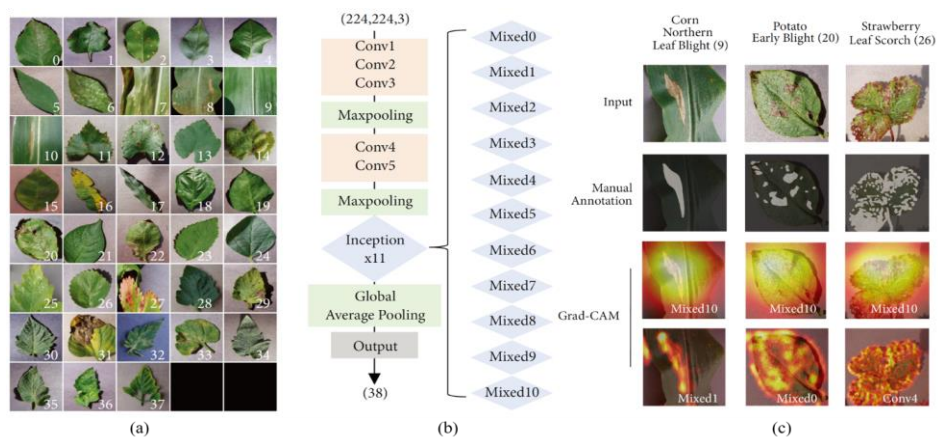 0 1 2 3 4
5 6 7 8 9
10 11 12 13 14
15 16 17 18 19
20 21 22 23 24
25 26 27 28 29
30 31 32 33 34
35 36 37
(a)
(224,224,3)
Conv1
Conv2
Conv3
Maxpooling
Conv4
Conv5
Maxpooling
Inception
x11
Global
Average Pooling
Output
(38)
Mixed0
Mixed1
Mixed2
Mixed3
Mixed4
Mixed5
Mixed6
Mixed7
Mixed8
Mixed9
Mixed10
(b)
Corn
Northern
Leaf Blight (9)
Potato
Early Blight (20)
Strawberry
Leaf Scorch (26)
Input
Manual
Annotation
Grad-CAM
Mixed10 Mixed10 Mixed10
Mixed1 Mixed0 Conv4
(c)